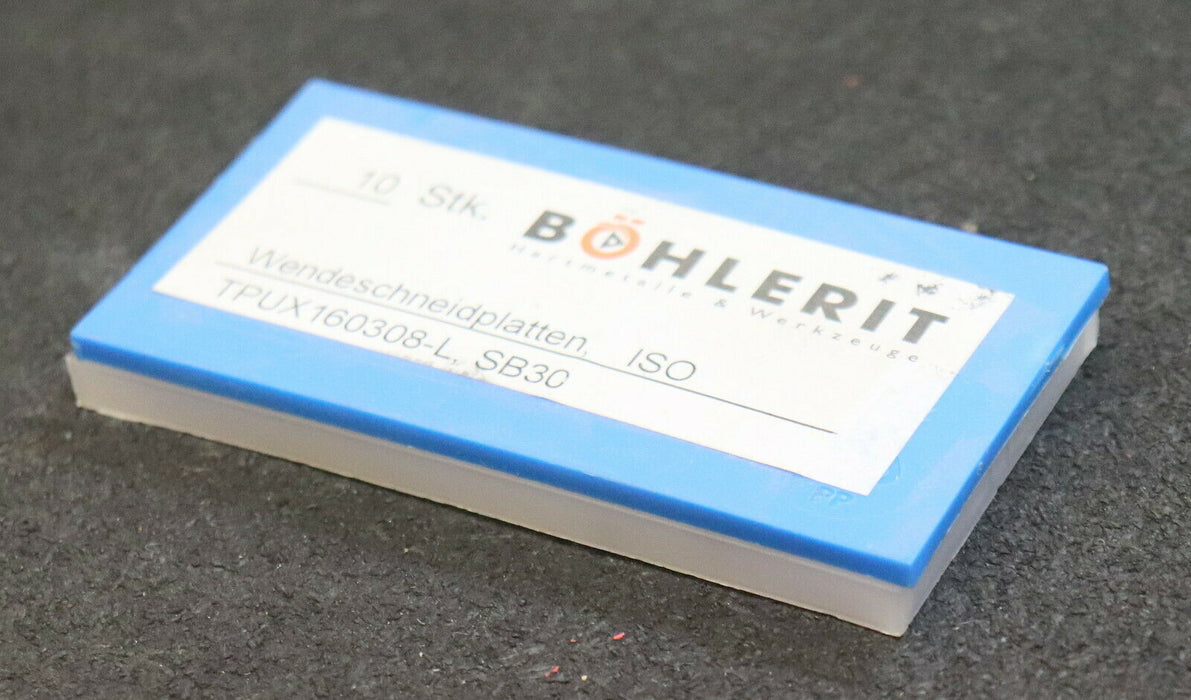 10 Stk.
BÖHLERIT
Hartmetalle & Werkzeuge
Wendeschneidplatten, ISO
TPUX160308-L, SB30
PP